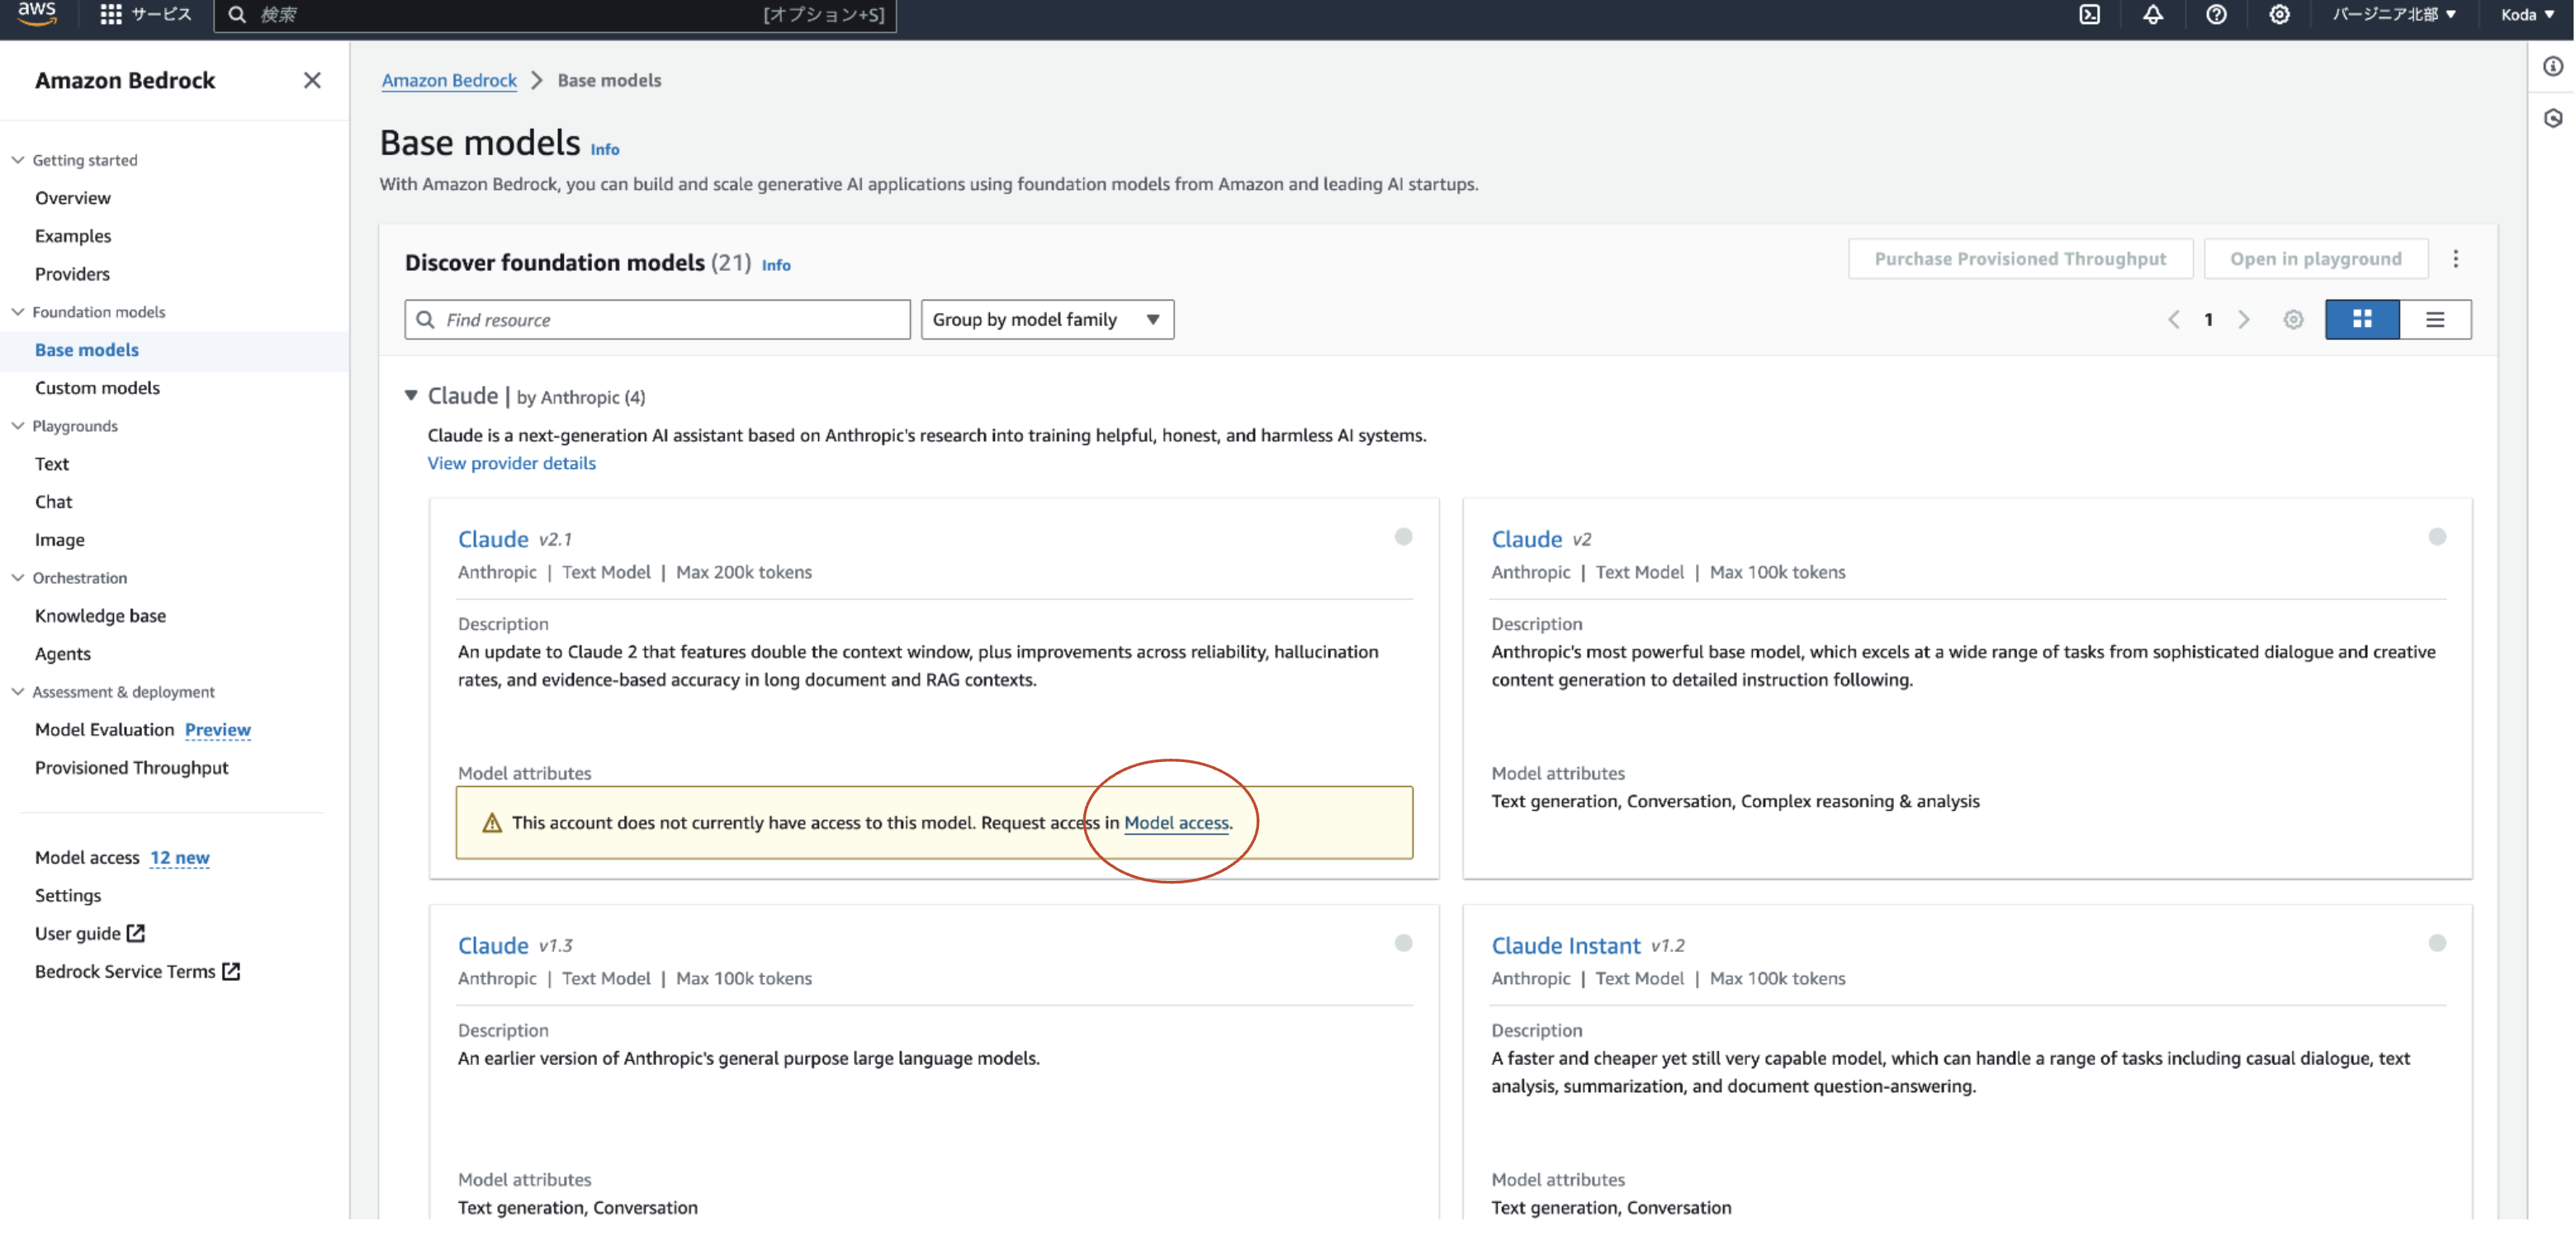 aws
サービス
検索
[オプション+S]
バージニア北部
Koda
Amazon Bedrock
Getting started
Overview
Examples
Providers
Foundation models
Base models
Custom models
Playgrounds
Text
Chat
Image
Orchestration
Knowledge base
Agents
Assessment & deployment
Model Evaluation Preview
Provisioned Throughput
Model access 12 new
Settings
User guide
Bedrock Service Terms
Amazon Bedrock > Base models
Base models Info
With Amazon Bedrock, you can build and scale generative AI applications using foundation models from Amazon and leading AI startups.
Discover foundation models (21) Info
Purchase Provisioned Throughput
Open in playground
Find resource
Group by model family
1
Claude | by Anthropic (4)
Claude is a next-generation AI assistant based on Anthropic's research into training helpful, honest, and harmless AI systems.
View provider details
Claude v2.1
Anthropic | Text Model | Max 200k tokens
Description
An update to Claude 2 that features double the context window, plus improvements across reliability, hallucination
rates, and evidence-based accuracy in long document and RAG contexts.
Model attributes
This account does not currently have access to this model. Request access in Model access.
Claude v2
Anthropic | Text Model | Max 100k tokens
Description
Anthropic's most powerful base model, which excels at a wide range of tasks from sophisticated dialogue and creative
content generation to detailed instruction following.
Model attributes
Text generation, Conversation, Complex reasoning & analysis
Claude v1.3
Anthropic | Text Model | Max 100k tokens
Description
An earlier version of Anthropic's general purpose large language models.
Model attributes
Text generation, Conversation
Claude Instant v1.2
Anthropic | Text Model | Max 100k tokens
Description
A faster and cheaper yet still very capable model, which can handle a range of tasks including casual dialogue, text
analysis, summarization, and document question-answering.
Model attributes
Text generation, Conversation